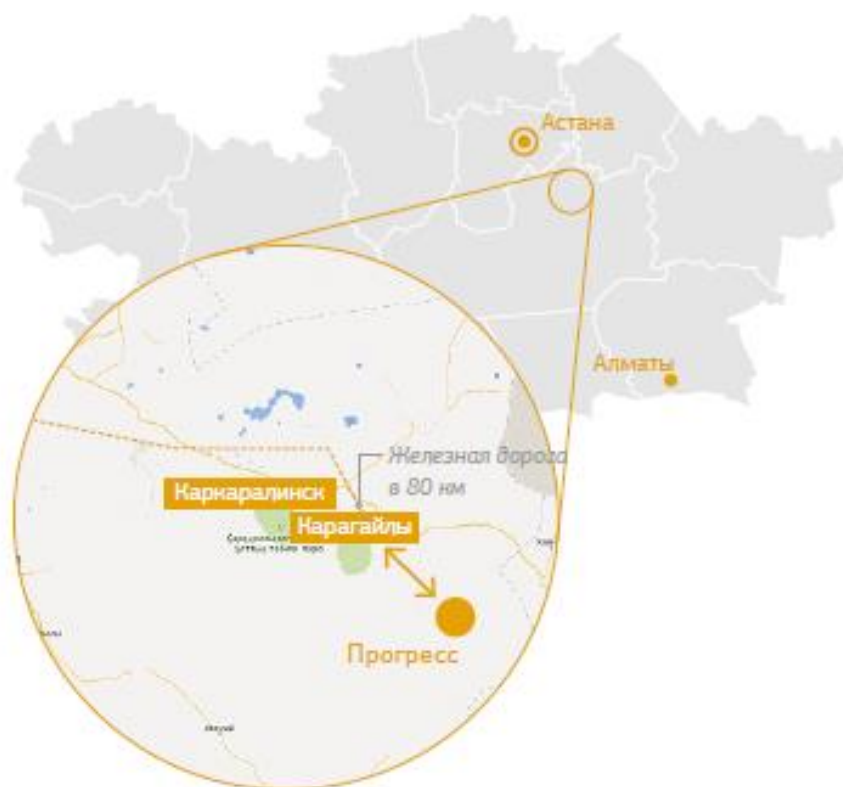 Астана
Алматы
Железная дорога
в 80 км
Каркаралинск
Карагайлы
Прогресс